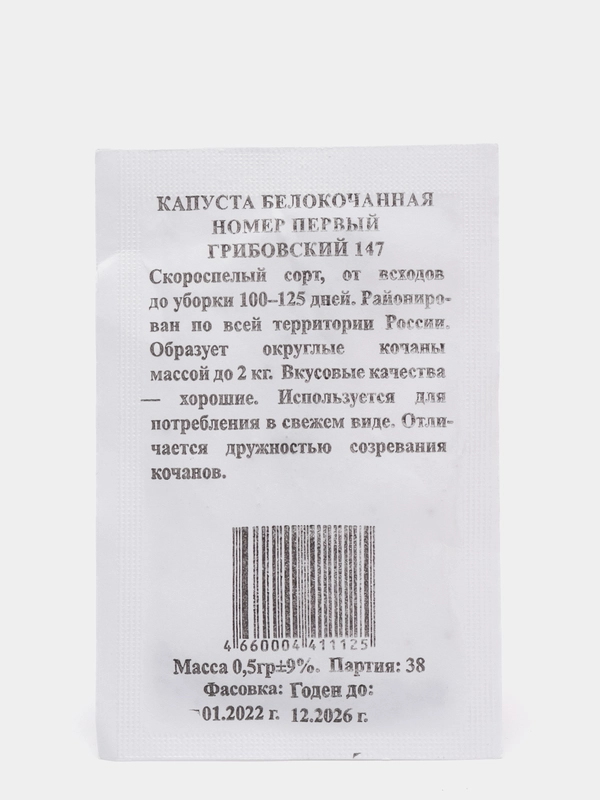 КАПУСТА БЕЛОКОЧАННАЯ
НОМЕР ПЕРВЫЙ
ГРИБОВСКИЙ 147
Скороспелый сорт, от всходов
до уборки 100–125 дней. Райониро-
ван по всей территории России.
Образует округлые кочаны
массой до 2 кг. Вкусовые качества
— хорошие. Используется для
потребления в свежем виде. Отли-
чается дружностью созревания
кочанов.
4 660004 411125
Масса 0,5гр±9%. Партия: 38
Фасовка: Годен до:
01.2022 г. 12.2026 г.